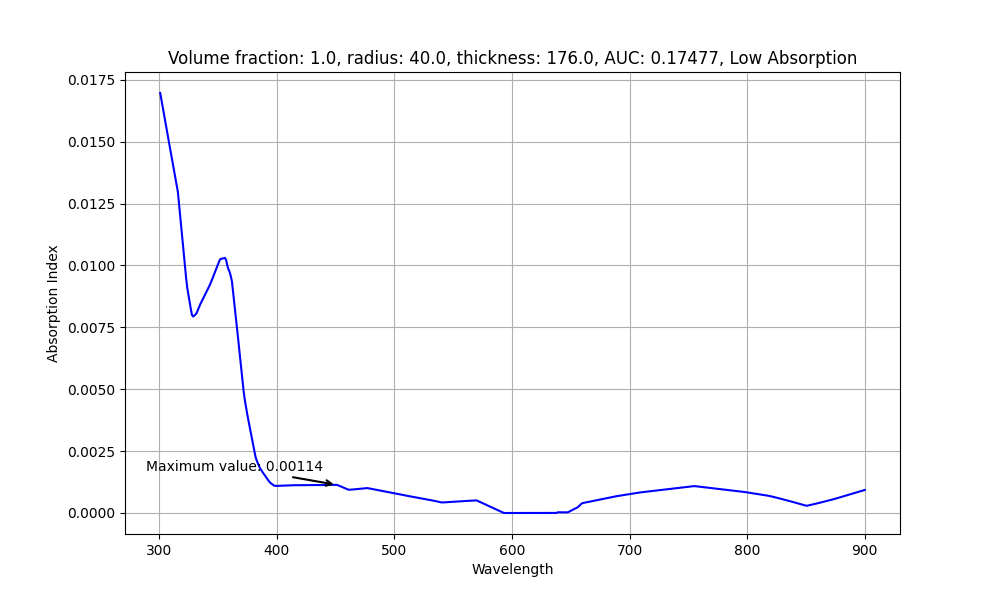 Volume fraction: 1.0, radius: 40.0, thickness: 176.0, AUC: 0.17477, Low Absorption
0.0175
0.0150
0.0125
0.0100
0.0075
0.0050
0.0025
0.0000
Absorption Index
Maximum value: 0.00114
300 400 500 600 700 800 900
Wavelength